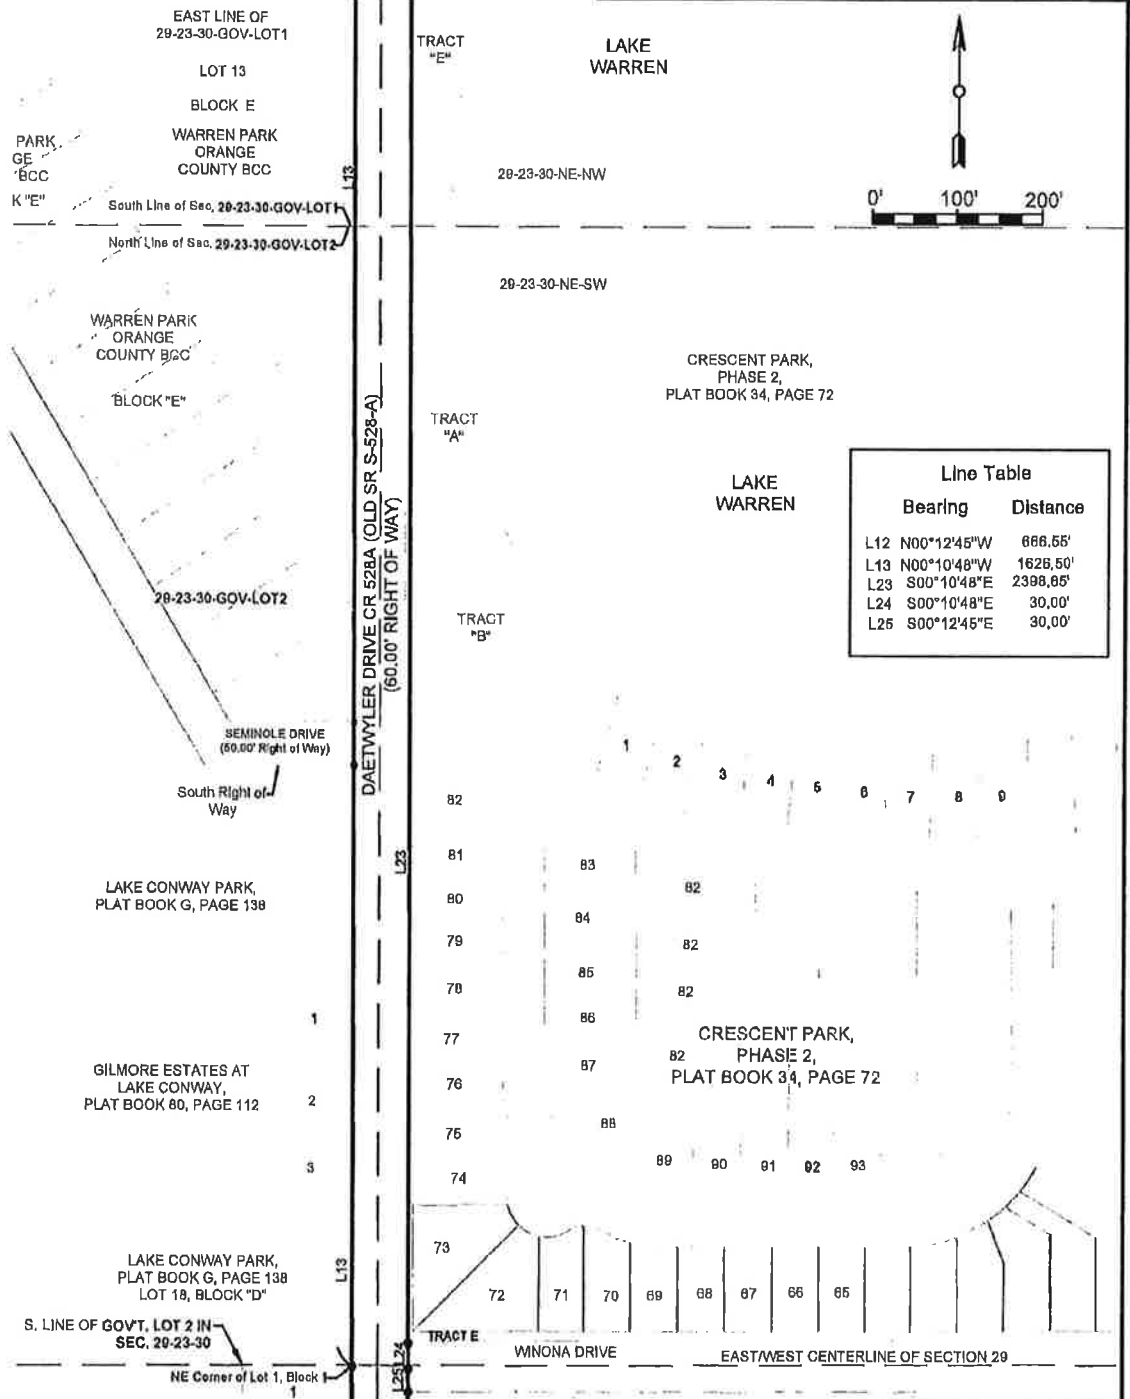 EAST LINE OF
29-23-30-GOV-LOT1
LOT 13
BLOCK E
WARREN PARK
ORANGE
COUNTY BCC
PARK
GE
BCC
K "E"
South Line of Sec. 29-23-30-GOV-LOT1
North Line of Sec. 29-23-30-GOV-LOT2
L13
TRACT
"E"
LAKE
WARREN
29-23-30-NE-NW
0' 100' 200'
29-23-30-NE-SW
WARREN PARK
ORANGE
COUNTY BCC
BLOCK "E"
CRESCENT PARK,
PHASE 2,
PLAT BOOK 34, PAGE 72
TRACT
"A"
LAKE
WARREN
DAETWYLER DRIVE CR 528A (OLD SR S-528-A)
(60.00' RIGHT OF WAY)
Line Table
Bearing Distance
L12 N00°12'45"W 666.55'
L13 N00°10'48"W 1626.50'
L23 S00°10'48"E 2398.65'
L24 S00°10'48"E 30.00'
L25 S00°12'45"E 30.00'
29-23-30-GOV-LOT2
TRACT
"B"
SEMINOLE DRIVE
(50.00' Right of Way)
South Right of
Way
1 2 3 4 5 6 7 8 9
82
81
80
79
78
77
76
75
74
L23
83
84
85
86
87
88
82
82
82
82
LAKE CONWAY PARK,
PLAT BOOK G, PAGE 138
1
GILMORE ESTATES AT
LAKE CONWAY,
PLAT BOOK 80, PAGE 112
2
3
CRESCENT PARK,
PHASE 2,
PLAT BOOK 34, PAGE 72
89 90 91 92 93
73
72 71 70 69 68 67 66 65
LAKE CONWAY PARK,
PLAT BOOK G, PAGE 138
LOT 18, BLOCK "D"
L13
S. LINE OF GOV'T. LOT 2 IN
SEC. 29-23-30
NE Corner of Lot 1, Block 1
1
TRACT E
L24
L25
WINONA DRIVE
EAST/WEST CENTERLINE OF SECTION 29